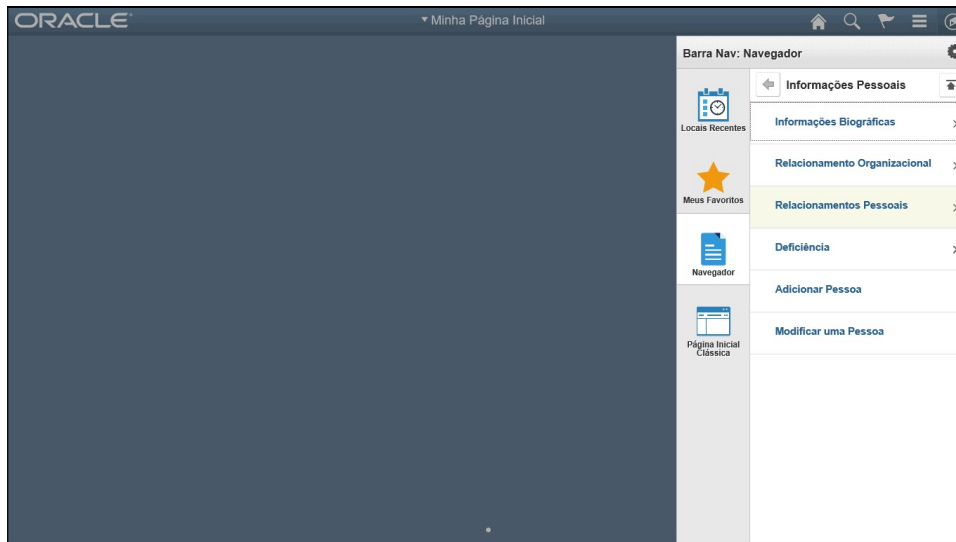 ORACLE
Minha Página Inicial
Barra Nav: Navegador
Locais Recentes
Meus Favoritos
Navegador
Página Inicial
Clássica
Informações Pessoais
Informações Biográficas
Relacionamento Organizacional
Relacionamentos Pessoais
Deficiência
Adicionar Pessoa
Modificar uma Pessoa